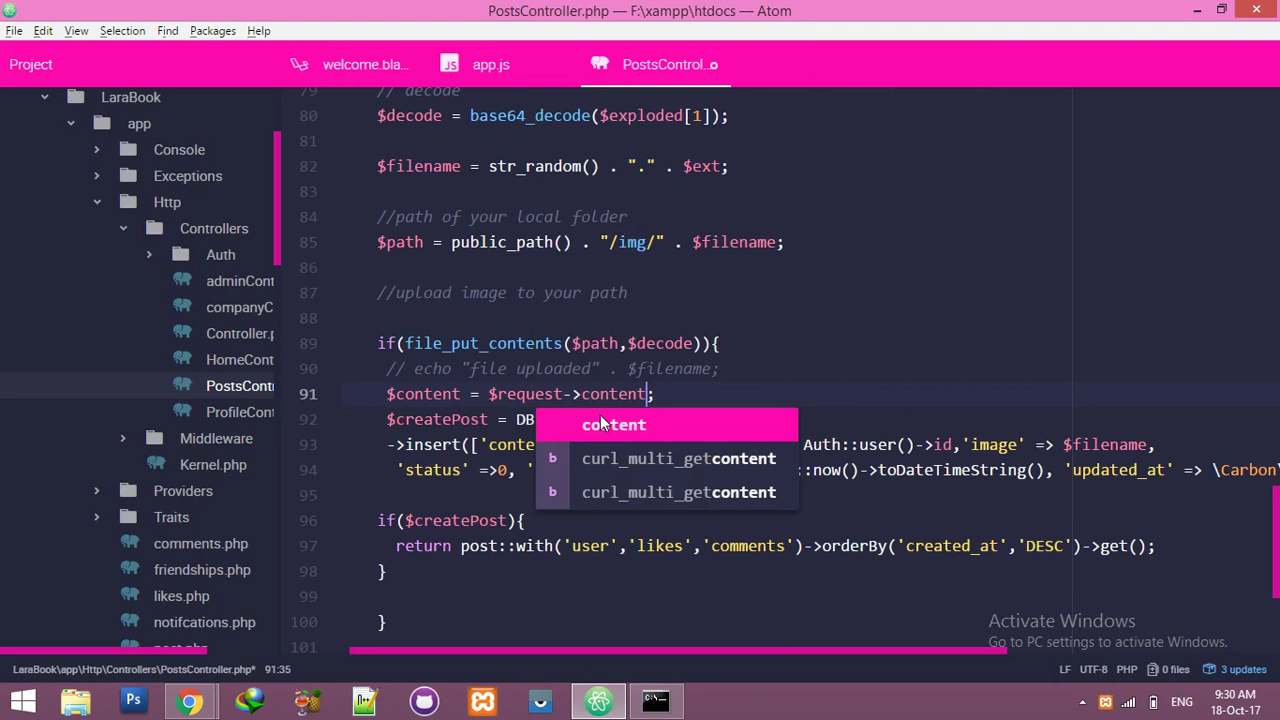 PostsController.php — F:\xampp\htdocs — Atom
File Edit View Selection Find Packages Help
Project
welcome.bla...
app.js
PostsControl...
LaraBook
app
Console
Exceptions
Http
Controllers
Auth
adminCont
companyC
Controller.p
HomeCont
PostsContr
ProfileCont
Middleware
Kernel.php
Providers
Traits
comments.php
friendships.php
likes.php
notifcations.php
79 // decode
80 $decode = base64_decode($exploded[1]);
81
82 $filename = str_random() . "." . $ext;
83
84 //path of your local folder
85 $path = public_path() . "/img/" . $filename;
86
87 //upload image to your path
88
89 if(file_put_contents($path,$decode)){
90 // echo "file uploaded" . $filename;
91 $content = $request->content;
92 $createPost = DB
93 ->insert(['conte Auth::user()->id,'image' => $filename,
94 'status' =>0, ' ::now()->toDateTimeString(), 'updated_at' => \Carbon
95
96 if($createPost){
97 return post::with('user','likes','comments')->orderBy('created_at','DESC')->get();
98 }
99
100 }
101
content
b curl_multi_getcontent
b curl_multi_getcontent
Activate Windows
Go to PC settings to activate Windows.
LaraBook\app\Http\Controllers\PostsController.php* 91:35
LF UTF-8 PHP 0 files 3 updates
Ps
ENG
9:30 AM
18-Oct-17